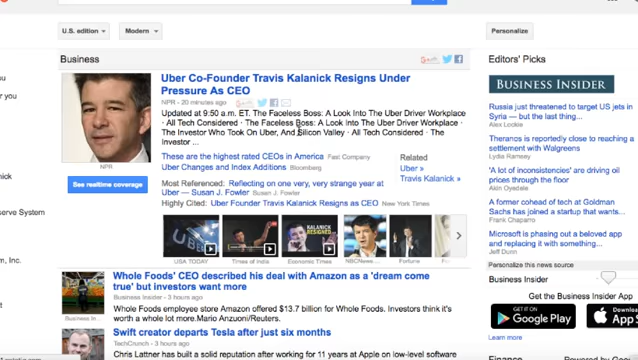 U.S. edition
Modern
Personalize
Business
Uber Co-Founder Travis Kalanick Resigns Under
Pressure As CEO
NPR - 20 minutes ago
Updated at 9:50 a.m. ET. The Faceless Boss: A Look Into The Uber Driver Workplace
· All Tech Considered · The Faceless Boss: A Look Into The Uber Driver Workplace ·
The Investor Who Took On Uber, And Silicon Valley · All Tech Considered · The
Investor ...
NPR
See realtime coverage
These are the highest rated CEOs in America Fast Company
Uber Changes and Index Additions Bloomberg
Related
Uber »
Travis Kalanick »
Most Referenced: Reflecting on one very, very strange year at
Uber — Susan J. Fowler Susan J. Fowler
Highly Cited: Uber Founder Travis Kalanick Resigns as CEO New York Times
UBER
KALANICK
RESIGNED
USA TODAY
Times of India
Economic Times
NBCNews....
Fortune
Whole Foods' CEO described his deal with Amazon as a 'dream come
true' but investors want more
Business Insider - 3 hours ago
Whole Foods employee store Amazon offered $13.7 billion for Whole Foods. Investors think it's
worth a whole lot more.Mario Anzuoni/Reuters.
Business In...
Swift creator departs Tesla after just six months
TechCrunch - 3 hours ago
Chris Lattner has built a solid reputation after working for 11 years at Apple on low-level software
Editors' Picks
BUSINESS INSIDER
Russia just threatened to target US jets in
Syria — but the last thing...
Alex Lockie
Theranos is reportedly close to reaching a
settlement with Walgreens
Lydia Ramsey
'A lot of inconsistencies' are driving oil
prices through the floor
Akin Oyedele
A former cohead of tech at Goldman
Sachs has joined a startup that wants...
Frank Chaparro
Microsoft is phasing out a beloved app
and replacing it with something...
Jeff Dunn
Personalize this news source
Business Insider
Get the Business Insider App
GET IT ON
Google Play
Download
App S
Learn more
Finance